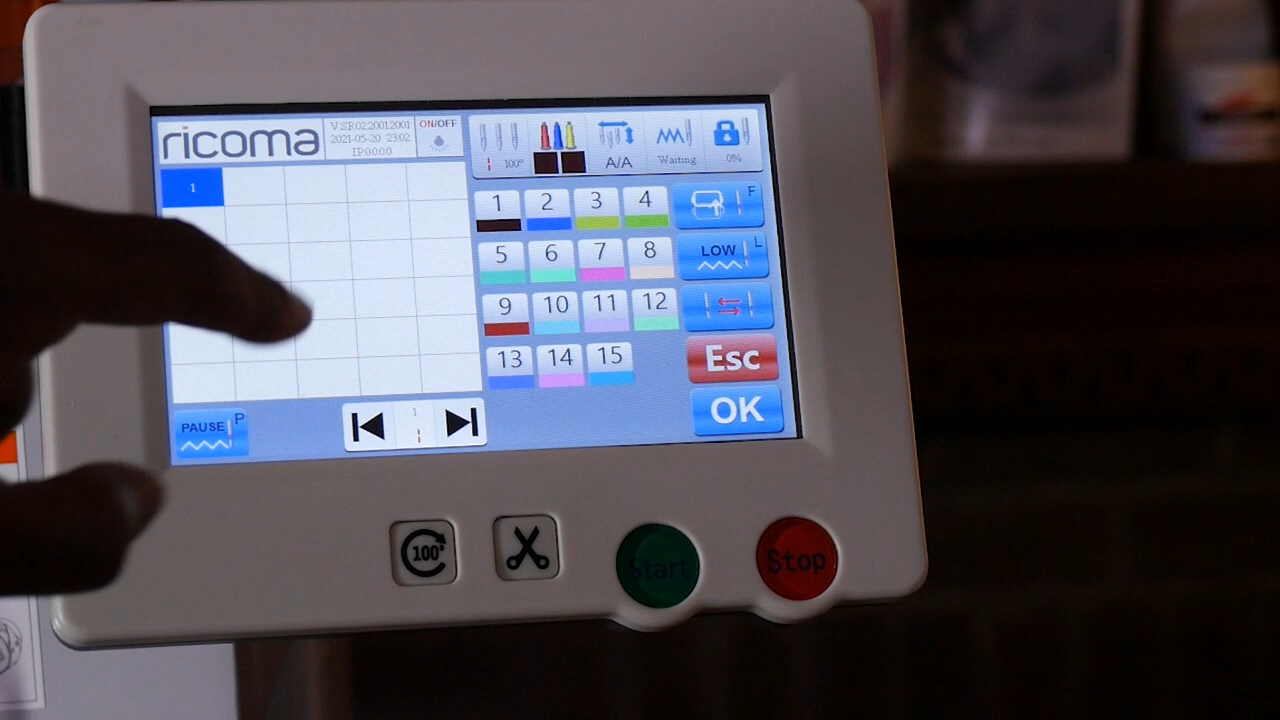 ricoma
VSR0220012001
2021-05-20 23:02
IP0000
ON/OFF
100°
A/A
Waiting
0%
1
1 2 3 4
F
5 6 7 8
LOW L
9 10 11 12
13 14 15
Esc
OK
PAUSE P
1
100°
Start
Stop